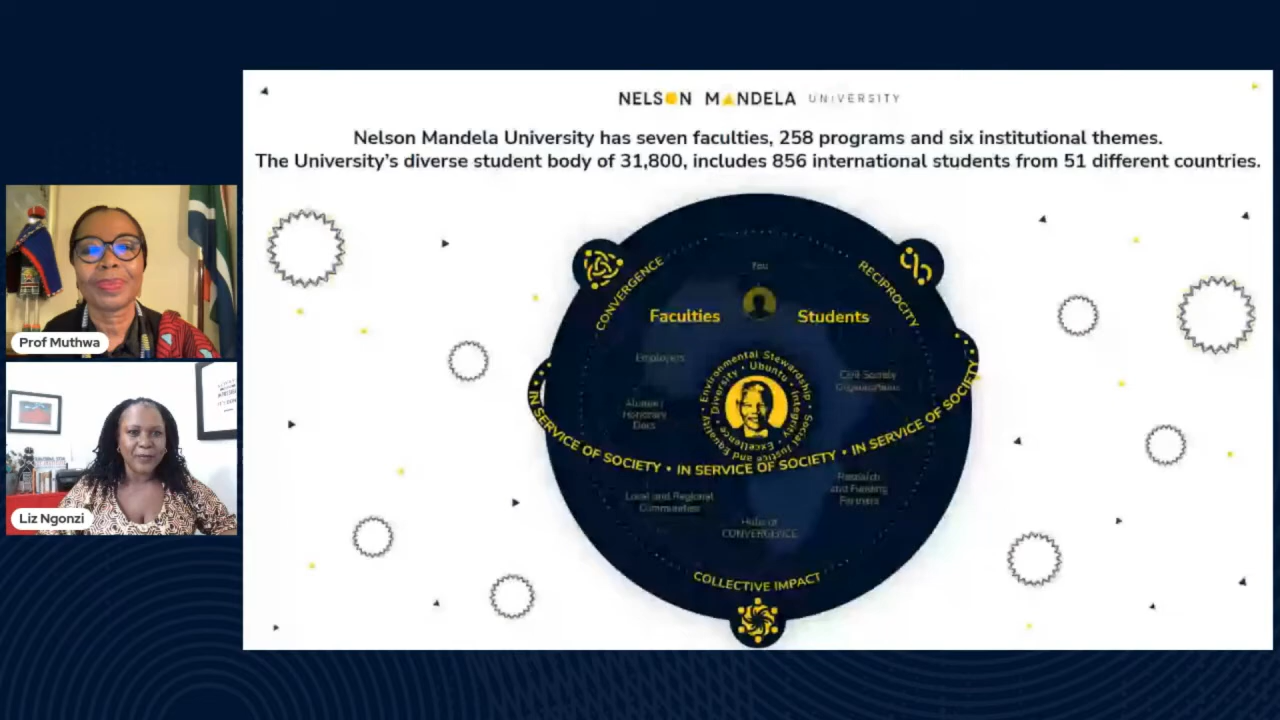 NELSON MANDELA UNIVERSITY
Nelson Mandela University has seven faculties, 258 programs and six institutional themes.
The University's diverse student body of 31,800, includes 856 international students from 51 different countries.
Prof Muthwa
Liz Ngonzi
CONVERGENCE
RECIPROCITY
You
Faculties
Students
Employers
Civil Society
Organisations
Alumni /
Honorary
Docs
Environmental Stewardship • Integrity • Social Justice and Equality •
Diversity • Ubuntu • Excellence
IN SERVICE OF SOCIETY • IN SERVICE OF SOCIETY • IN SERVICE OF SOCIETY
Local and Regional
Communities
Research
and Funding
Partners
Hubs of
CONVERGENCE
COLLECTIVE IMPACT